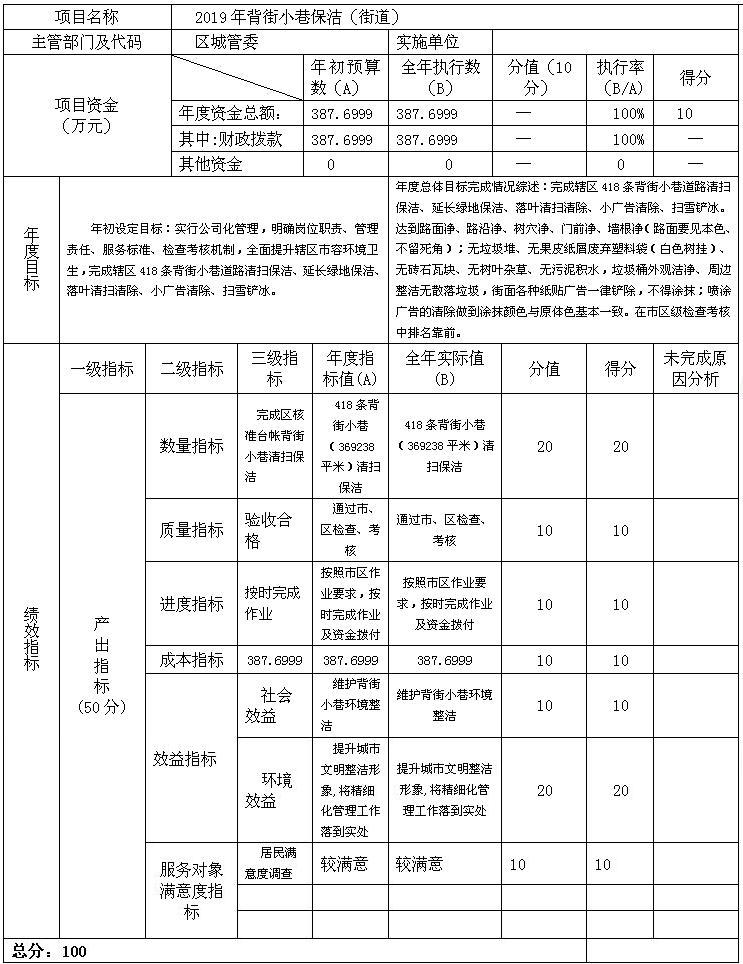 项目名称 2019年背街小巷保洁（街道）
主管部门及代码 区城管委 实施单位
项目资金（万元） 年初预算数（A） 全年执行数（B） 分值（10分） 执行率（B/A） 得分
年度资金总额： 387.6999 387.6999 — 100% 10
其中:财政拨款 387.6999 387.6999 — 100% —
其他资金 0 0 — 0 —
年度目标
年初设定目标：实行公司化管理，明确岗位职责、管理
责任、服务标准、检查考核机制，全面提升辖区市容环境卫
生，完成辖区418条背街小巷道路清扫保洁、延长绿地保洁、
落叶清扫清除、小广告清除、扫雪铲冰。
年度总体目标完成情况综述：完成辖区418条背街小巷道路清扫
保洁、延长绿地保洁、落叶清扫清除、小广告清除、扫雪铲冰。
达到路面净、路沿净、树穴净、门前净、墙根净（路面要见本色、
不留死角）；无垃圾堆、无果皮纸屑废弃塑料袋（白色树挂）、
无砖石瓦块、无树叶杂草、无污泥积水，垃圾桶外观洁净、周边
整洁无散落垃圾，街面各种纸贴广告一律铲除，不得涂抹；喷涂
广告的清除做到涂抹颜色与原体色基本一致。在市区级检查考核
中排名靠前。
绩效指标
一级指标 二级指标 三级指标 年度指标值(A) 全年实际值(B) 分值 得分 未完成原因分析
产出指标（50分）
数量指标 完成区核准台帐背街小巷清扫保洁 418条背街小巷（369238平米）清扫保洁 418条背街小巷（369238平米）清扫保洁 20 20
质量指标 验收合格 通过市、区检查、考核 通过市、区检查、考核 10 10
进度指标 按时完成作业 按照市区作业要求，按时完成作业及资金拨付 按照市区作业要求，按时完成作业及资金拨付 10 10
成本指标 387.6999 387.6999 387.6999 10 10
效益指标 社会效益 维护背街小巷环境整洁 维护背街小巷环境整洁 10 10
环境效益 提升城市文明整洁形象,将精细化管理工作落到实处 提升城市文明整洁形象,将精细化管理工作落到实处 20 20
服务对象满意度指标 居民满意度调查 较满意 较满意 10 10
总分：100